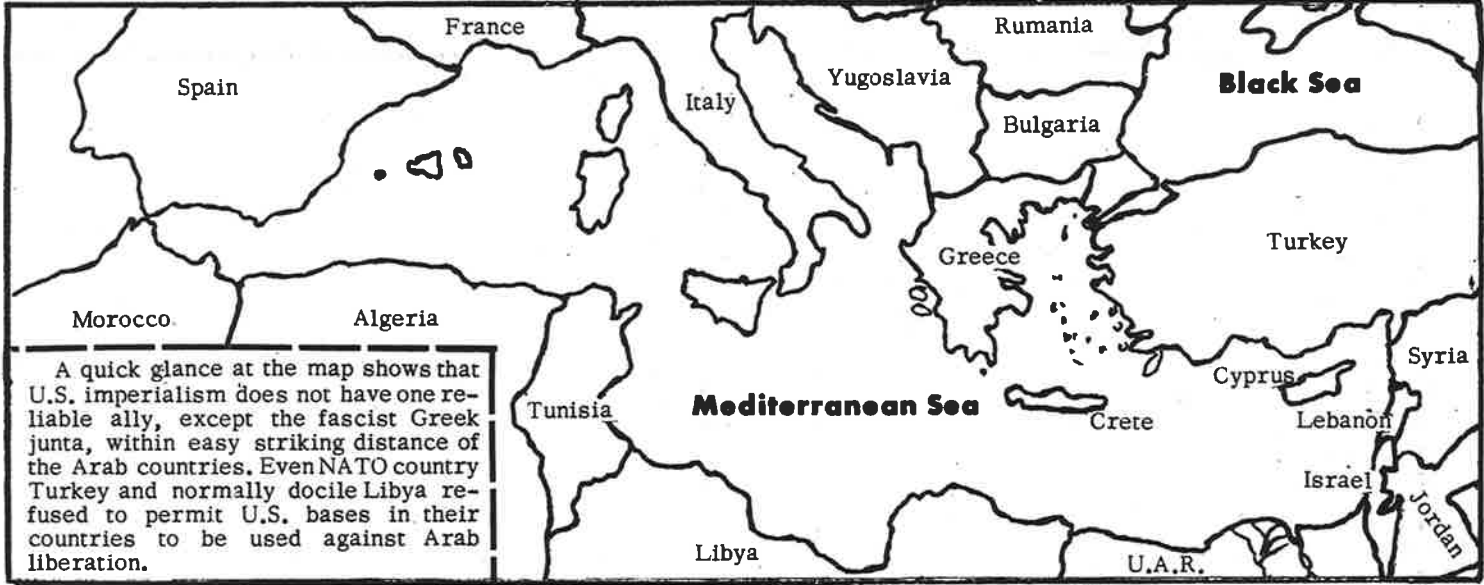 France
Rumania
Spain
Yugoslavia
Black Sea
Italy
Bulgaria
Turkey
Greece
Morocco
Algeria
Syria
Cyprus
Tunisia
Mediterranean Sea
Crete
Lebanon
Israel
Jordan
Libya
U.A.R.
A quick glance at the map shows that
U.S. imperialism does not have one re-
liable ally, except the fascist Greek
junta, within easy striking distance of
the Arab countries. Even NATO country
Turkey and normally docile Libya re-
fused to permit U.S. bases in their
countries to be used against Arab
liberation.